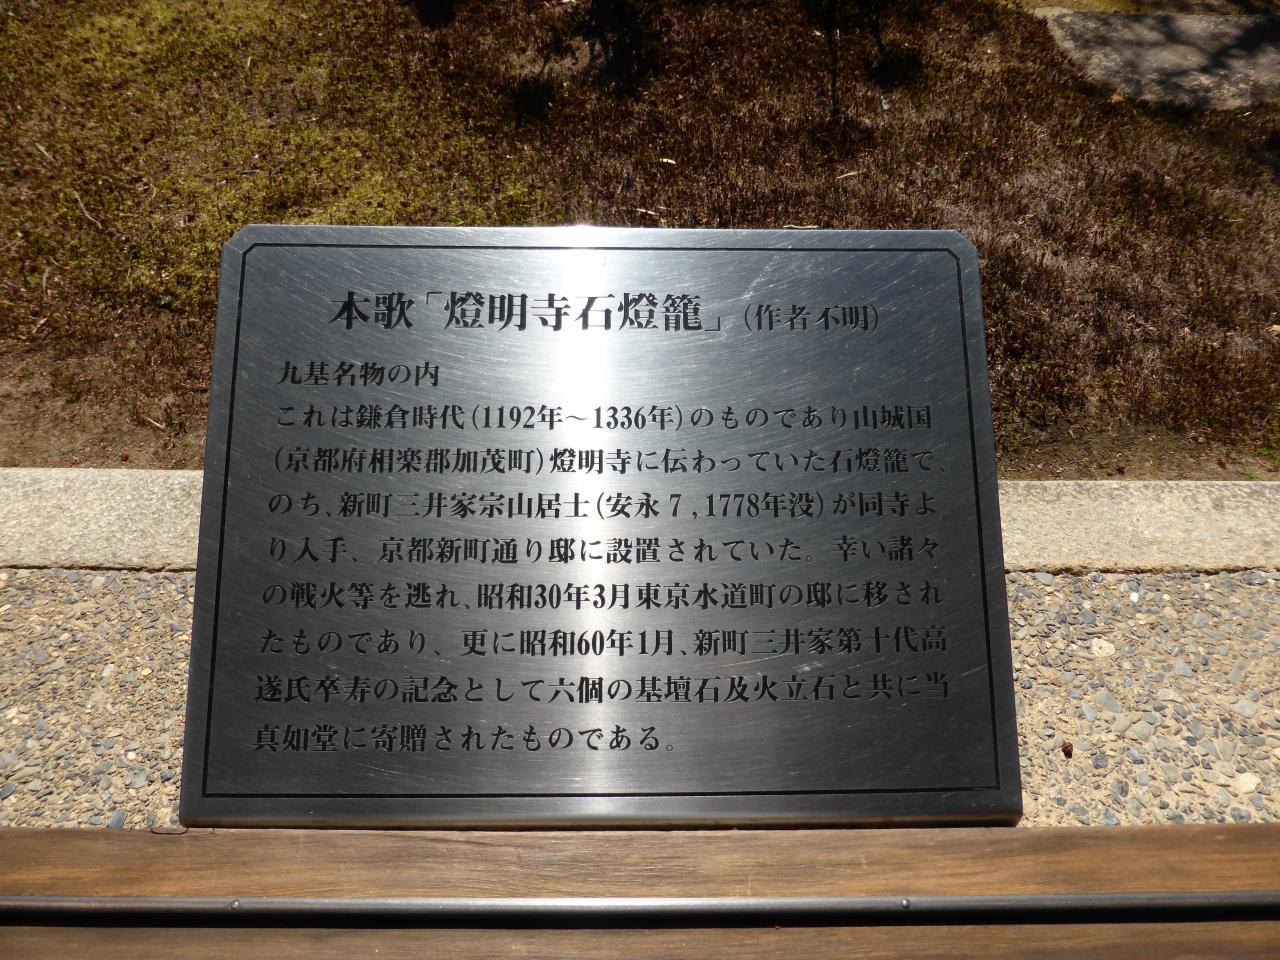 本歌「燈明寺石燈籠」(作者不明)
九基名物の内
これは鎌倉時代(1192年～1336年)のものであり山城国
(京都府相楽郡加茂町)燈明寺に伝わっていた石燈籠で、
のち、新町三井家宗山居士(安永7,1778年没)が同寺よ
り入手、京都新町通り邸に設置されていた。幸い諸々
の戦火等を逃れ、昭和30年3月東京水道町の邸に移され
たものであり、更に昭和60年1月、新町三井家第十代高
遂氏卒寿の記念として六個の基壇石及火立石と共に当
真如堂に寄贈されたものである。